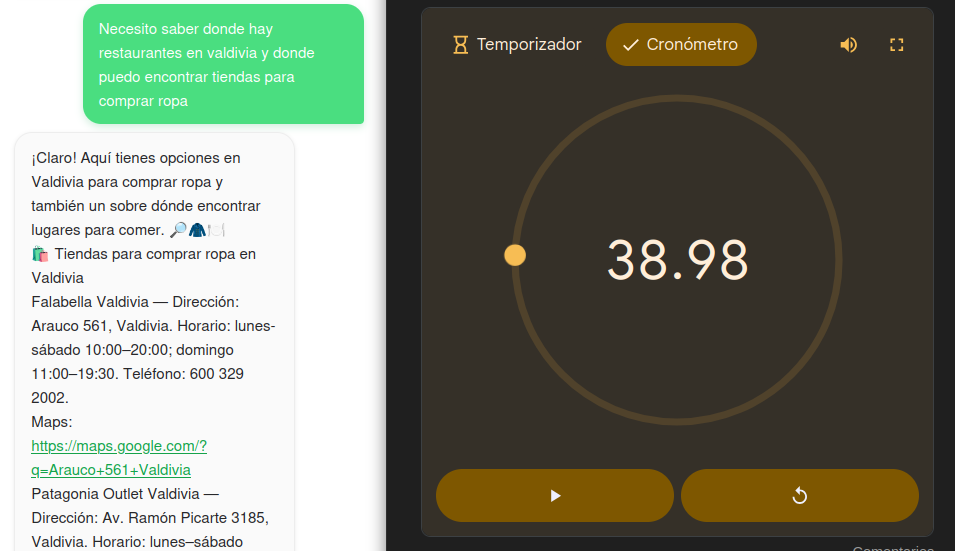 Necesito saber donde hay
restaurantes en valdivia y donde
puedo encontrar tiendas para
comprar ropa
¡Claro! Aquí tienes opciones en
Valdivia para comprar ropa y
también un sobre dónde encontrar
lugares para comer. 🔎🧥🍽️
🛍️ Tiendas para comprar ropa en
Valdivia
Falabella Valdivia — Dirección:
Arauco 561, Valdivia. Horario: lunes-
sábado 10:00–20:00; domingo
11:00–19:30. Teléfono: 600 329
2002.
Maps:
https://maps.google.com/?
q=Arauco+561+Valdivia
Patagonia Outlet Valdivia —
Dirección: Av. Ramón Picarte 3185,
Valdivia. Horario: lunes–sábado
Temporizador
Cronómetro
38.98
Comentarios